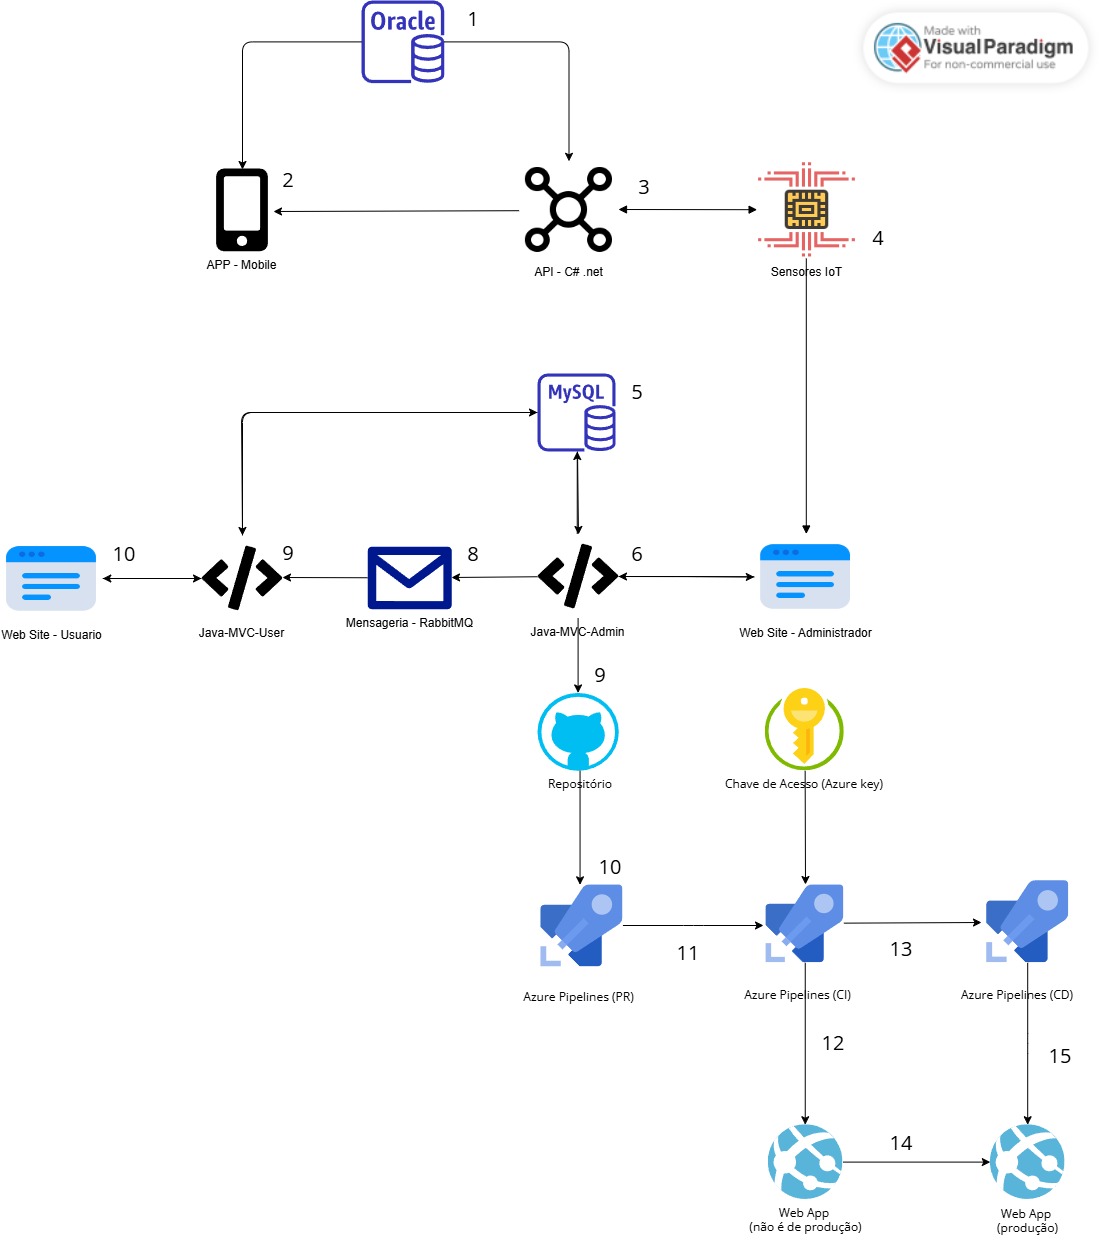 Oracle
1
Made with
VisualParadigm
For non-commercial use
2
3
4
APP - Mobile
API - C# .net
Sensores IoT
MySQL
5
10
9
8
6
Web Site - Usuario
Java-MVC-User
Mensageria - RabbitMQ
Java-MVC-Admin
Web Site - Administrador
9
Repositório
Chave de Acesso (Azure key)
10
11
13
Azure Pipelines (PR)
Azure Pipelines (CI)
Azure Pipelines (CD)
12
15
14
Web App
(não é de produção)
Web App
(produção)